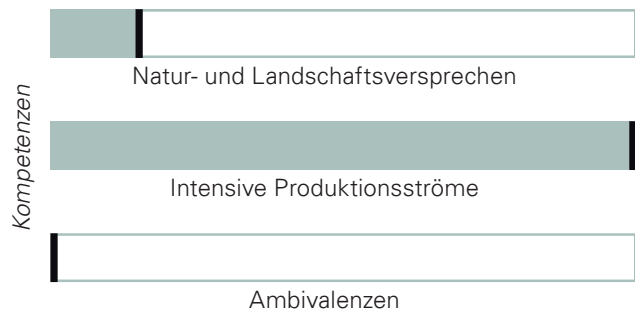 Kompetenzen
Natur- und Landschaftsversprechen
Intensive Produktionsströme
Ambivalenzen